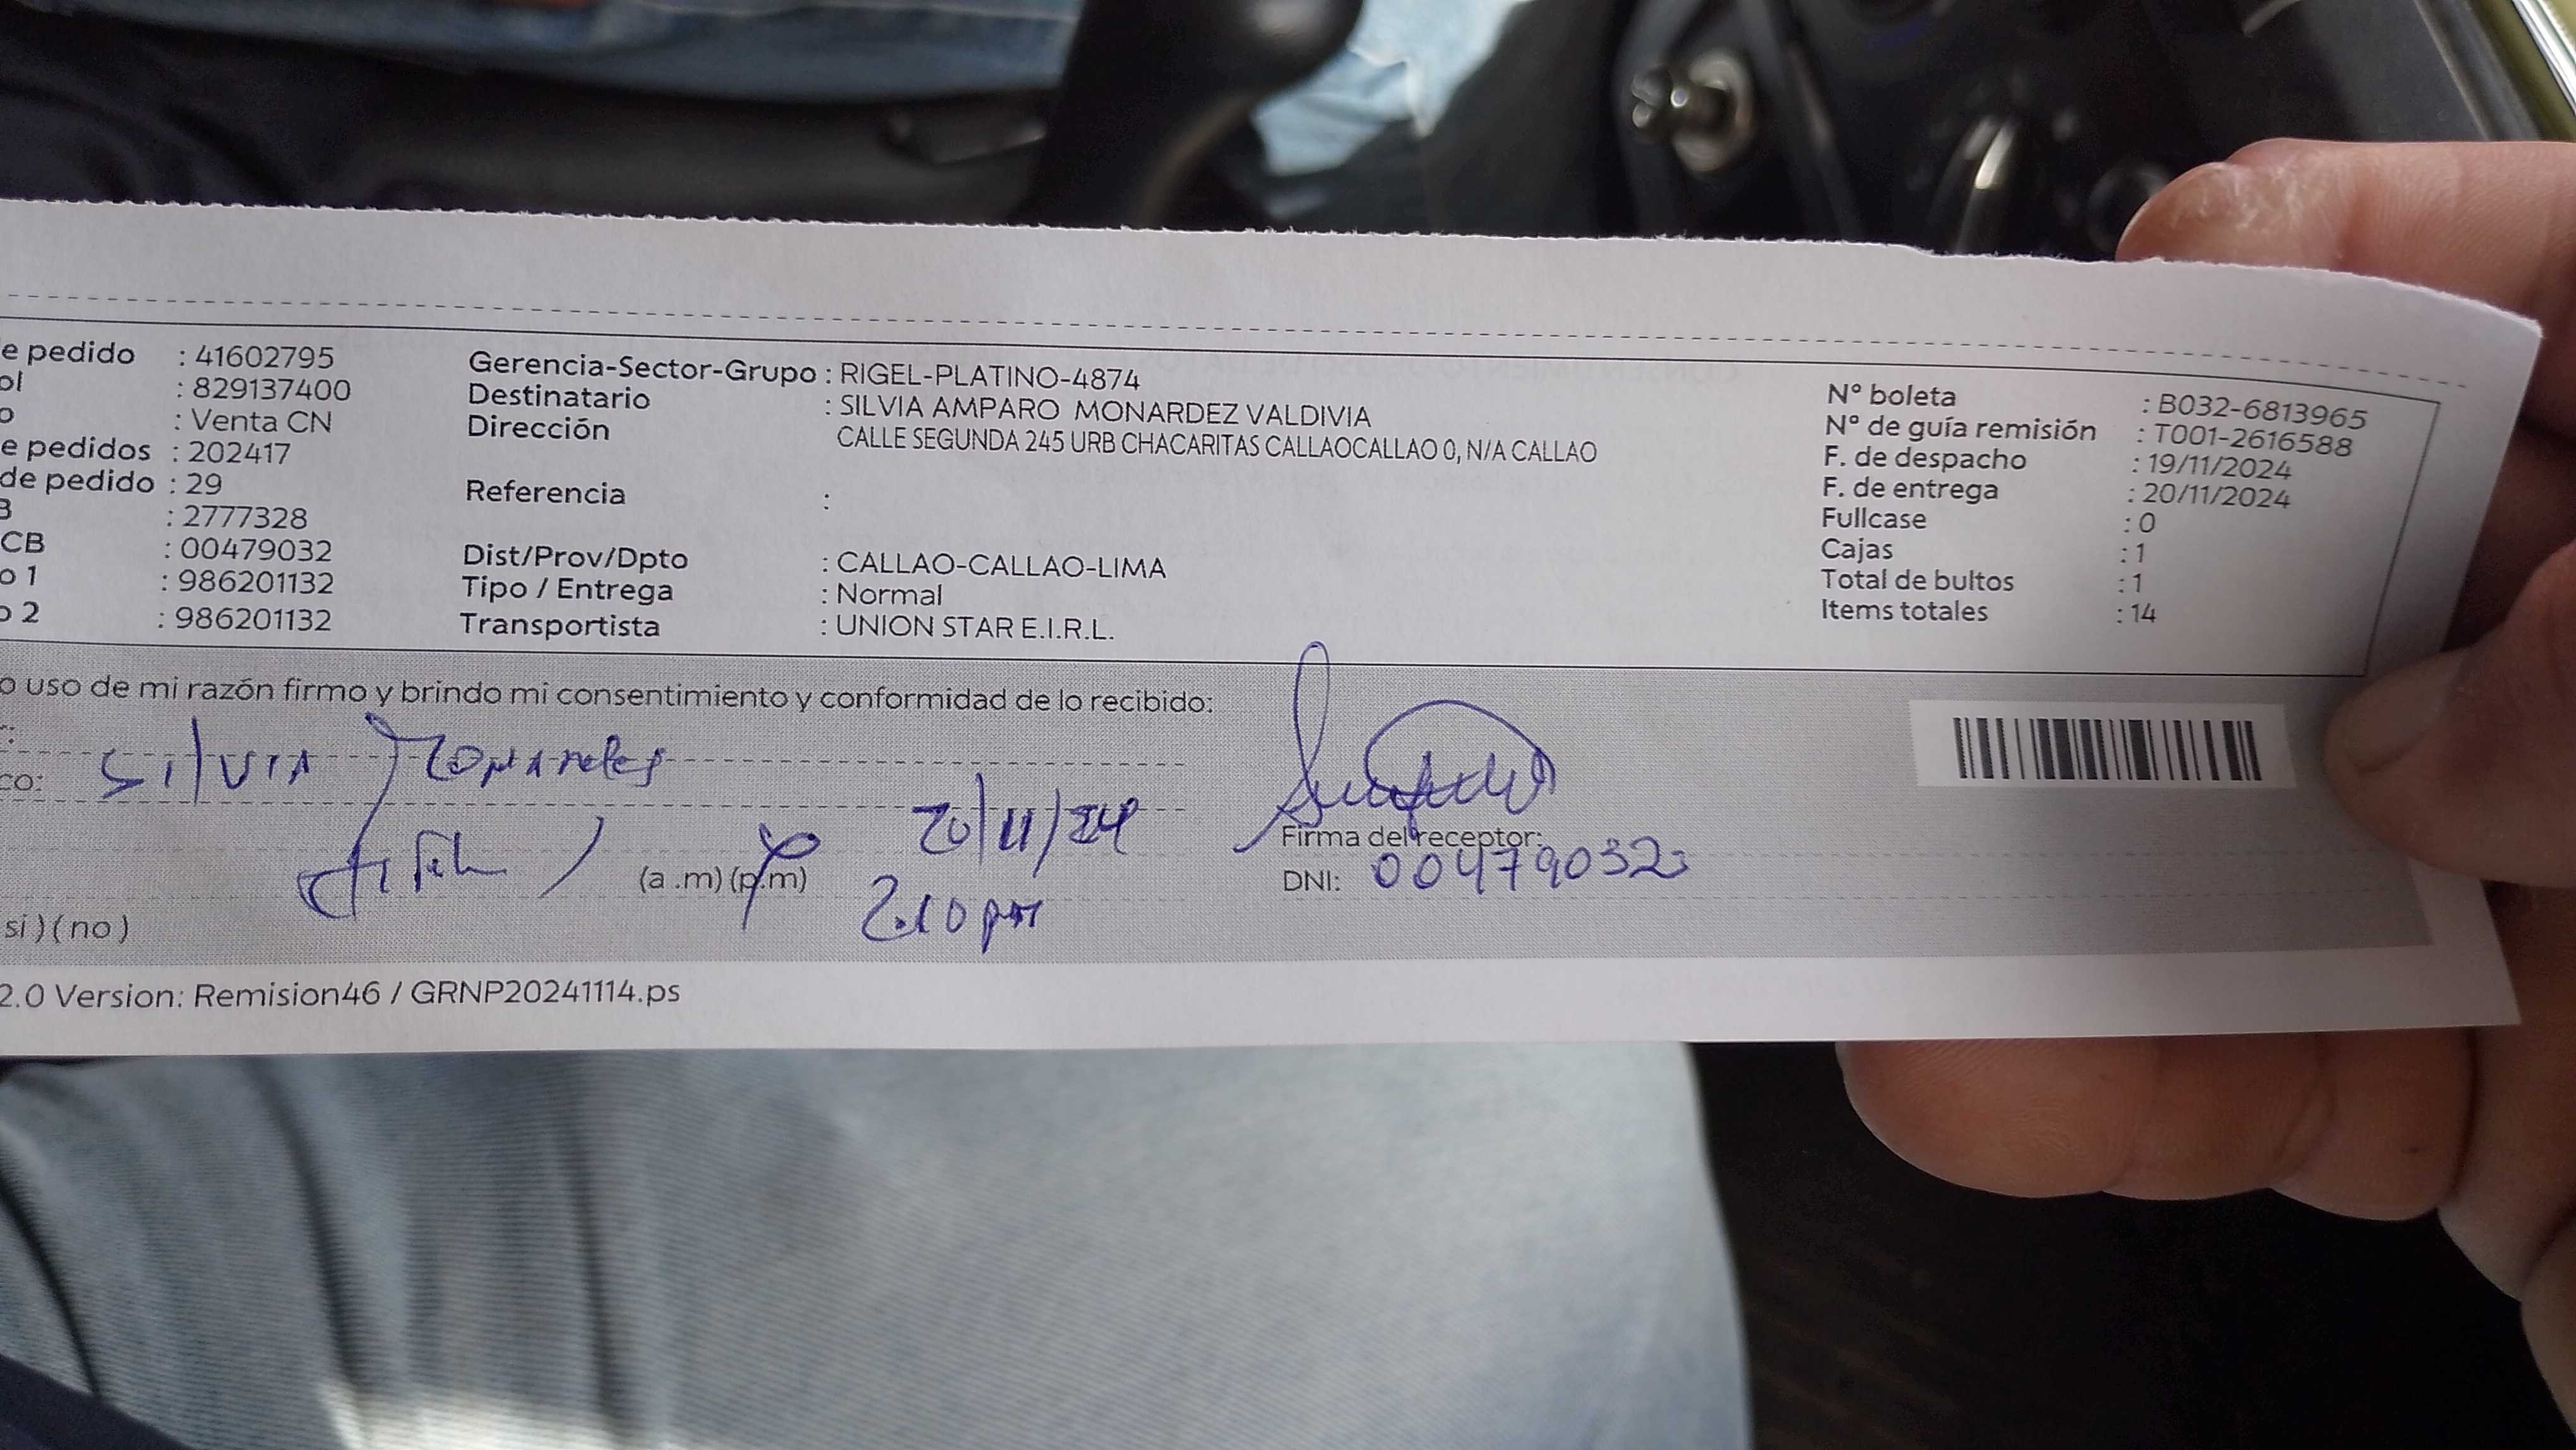 e pedido : 41602795
ol : 829137400
o : Venta CN
e pedidos : 202417
de pedido : 29
B : 2777328
CB : 00479032
o 1 : 986201132
o 2 : 986201132
Gerencia-Sector-Grupo : RIGEL-PLATINO-4874
Destinatario : SILVIA AMPARO MONARDEZ VALDIVIA
Dirección CALLE SEGUNDA 245 URB CHACARITAS CALLAOCALLAO 0, N/A CALLAO
Referencia :
Dist/Prov/Dpto : CALLAO-CALLAO-LIMA
Tipo / Entrega : Normal
Transportista : UNION STAR E.I.R.L.
Nº boleta : B032-6813965
Nº de guía remisión : T001-2616588
F. de despacho : 19/11/2024
F. de entrega : 20/11/2024
Fullcase : 0
Cajas : 1
Total de bultos : 1
Items totales : 14
o uso de mi razón firmo y brindo mi consentimiento y conformidad de lo recibido:
r:
co: Silvia
20/11/24
Firma del receptor:
(a .m) (p.m)
DNI: 00479032
2.10 pm
si ) ( no )
2.0 Version: Remision46 / GRNP20241114.ps